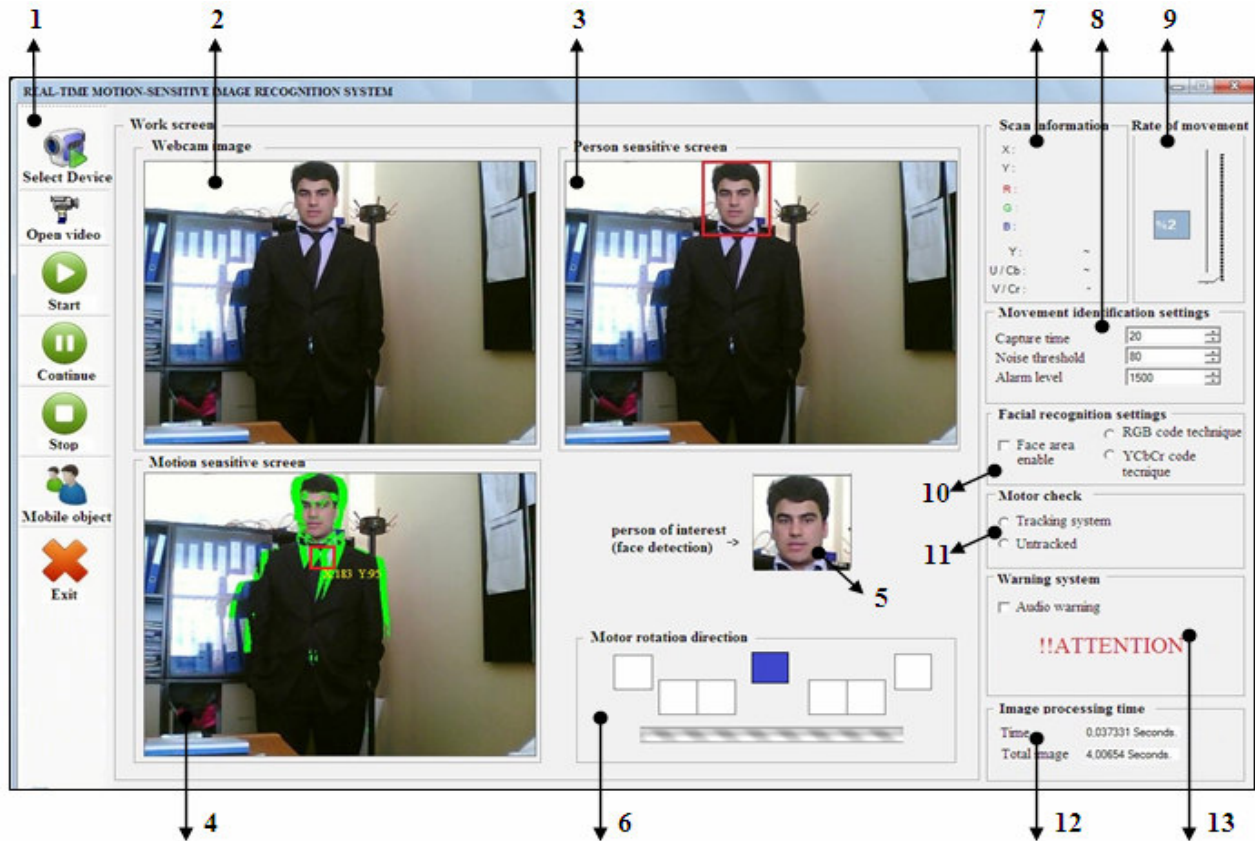 1 2 3 7 8 9
REAL-TIME MOTION-SENSITIVE IMAGE RECOGNITION SYSTEM
Select Device
Open video
Start
Continue
Stop
Mobile object
Exit
Work screen
Webcam image
Person sensitive screen
Motion sensitive screen
X:183 Y:95
person of interest
(face detection) ->
5
Motor rotation direction
Scan information
X :
Y :
R :
G :
B :
Y : ~
U / Cb : ~
V / Cr : ~
Rate of movement
%2
Movement identification settings
Capture time 20
Noise threshold 80
Alarm level 1500
Facial recognition settings
Face area
enable
RGB code technique
YCbCr code
tecnique
10
Motor check
Tracking system
Untracked
11
Warning system
Audio warning
!!ATTENTION
Image processing time
Time 0,037331 Seconds.
Total image 4,00654 Seconds.
4 6 12 13